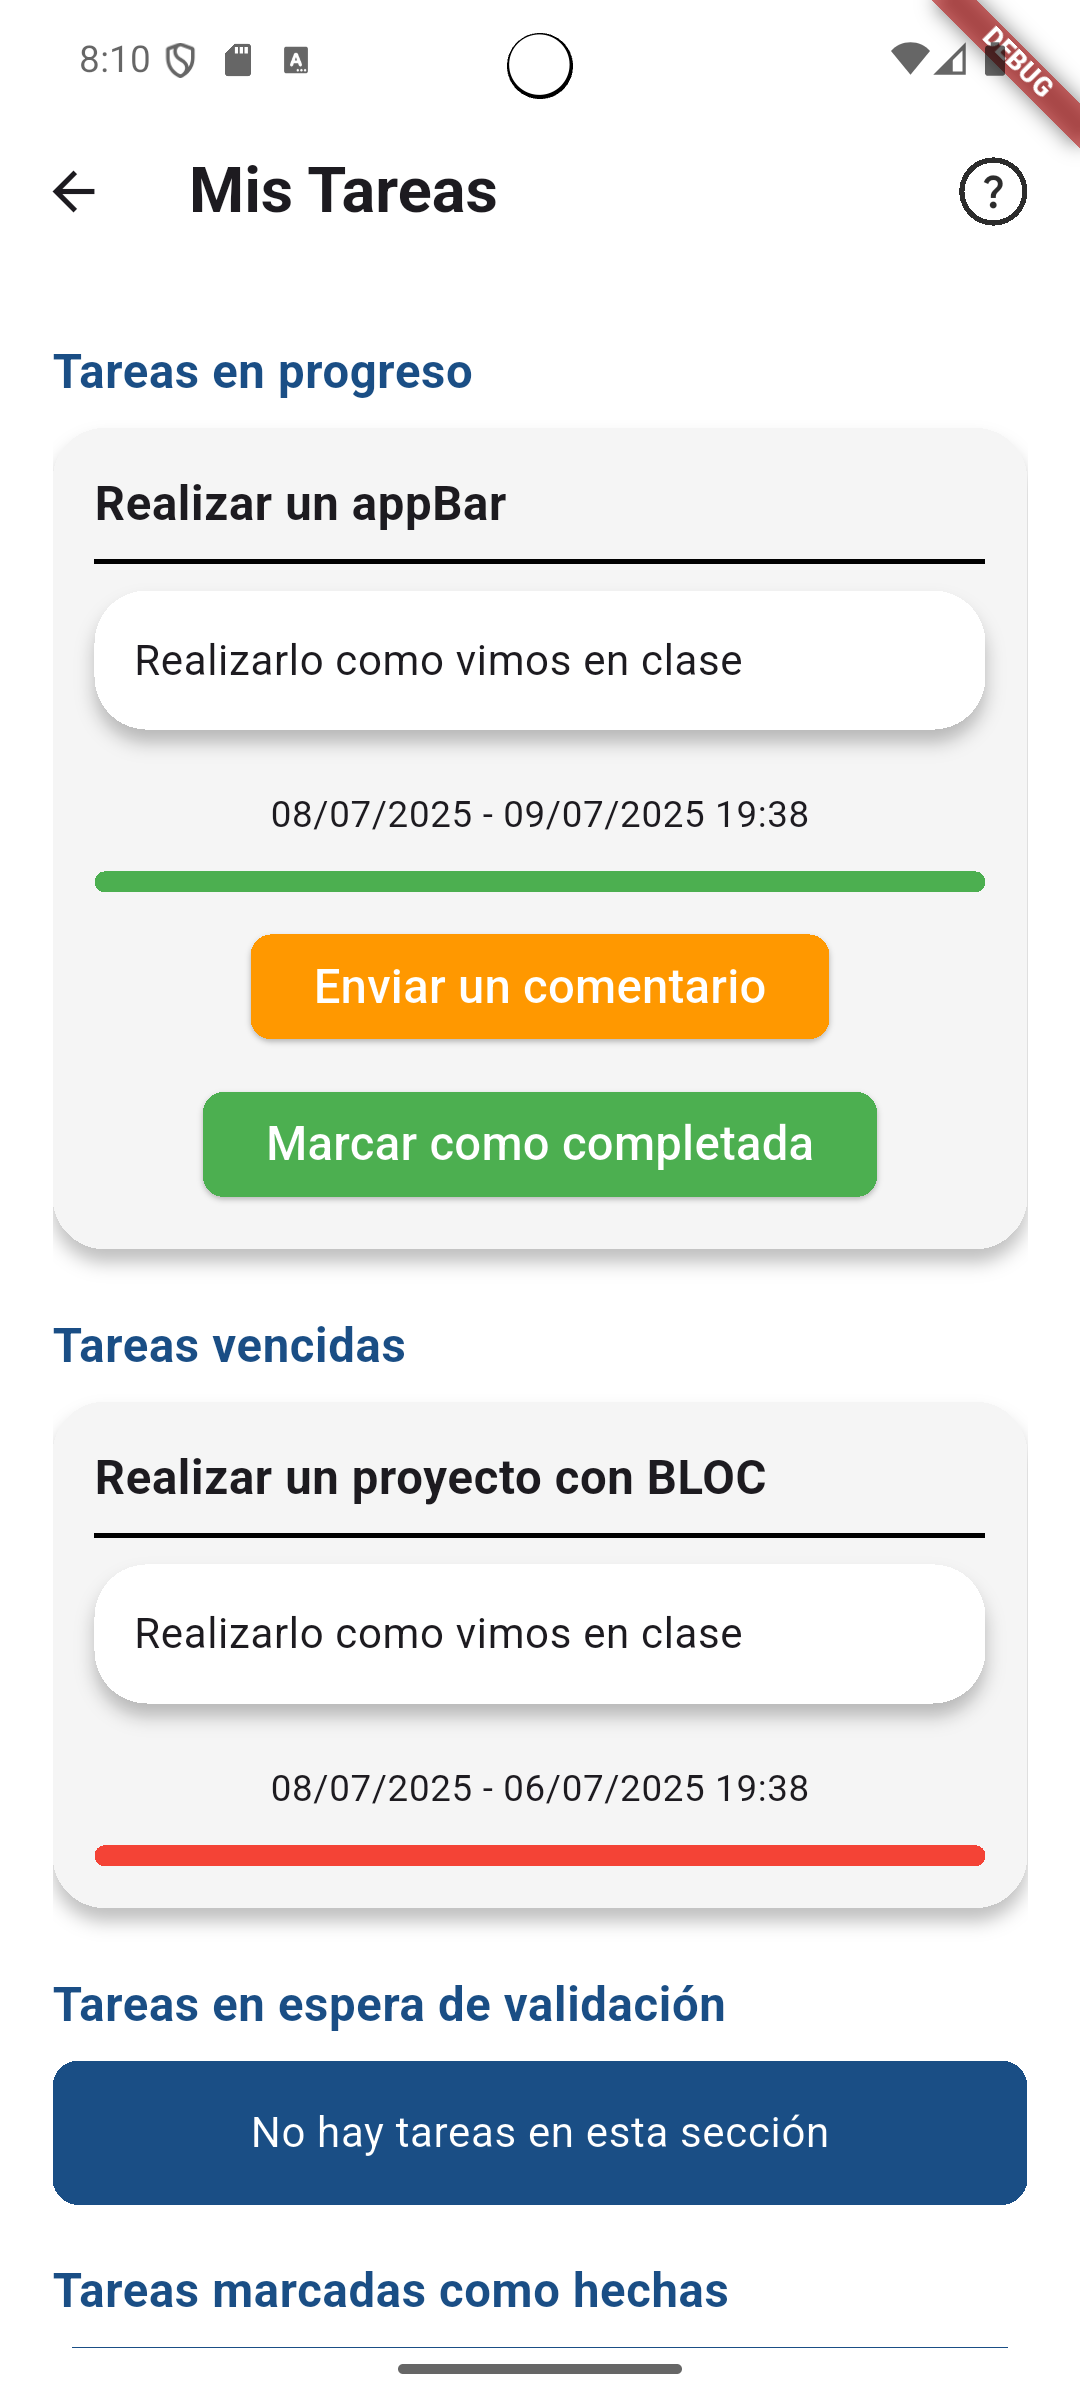 8:10
A
DEBUG
Mis Tareas
?
Tareas en progreso
Realizar un appBar
Realizarlo como vimos en clase
08/07/2025 - 09/07/2025 19:38
Enviar un comentario
Marcar como completada
Tareas vencidas
Realizar un proyecto con BLOC
Realizarlo como vimos en clase
08/07/2025 - 06/07/2025 19:38
Tareas en espera de validación
No hay tareas en esta sección
Tareas marcadas como hechas